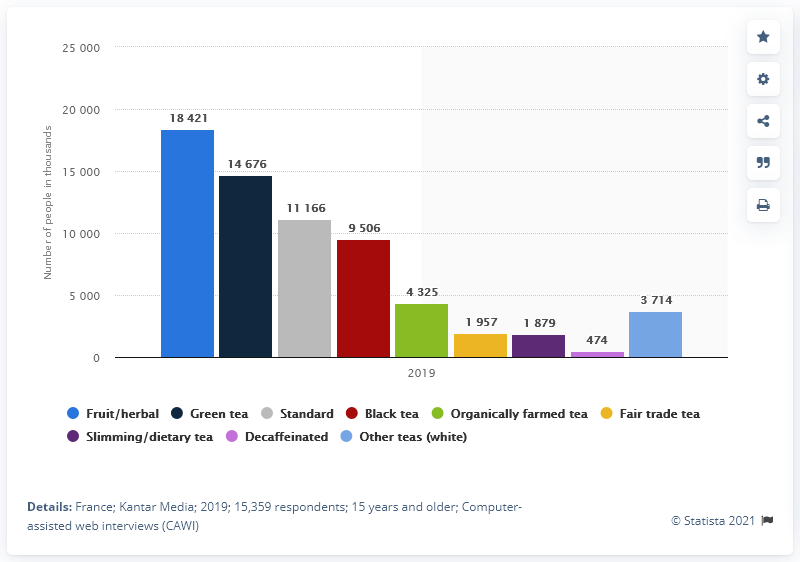 25 000
20 000
15 000
10 000
5 000
0
Number of people in thousands
18 421
14 676
11 166
9 506
4 325
1 957
1 879
474
3 714
2019
Fruit/herbal Green tea Standard Black tea Organically farmed tea Fair trade tea
Slimming/dietary tea Decaffeinated Other teas (white)
Details: France; Kantar Media; 2019; 15,359 respondents; 15 years and older; Computer-
assisted web interviews (CAWI)
© Statista 2021